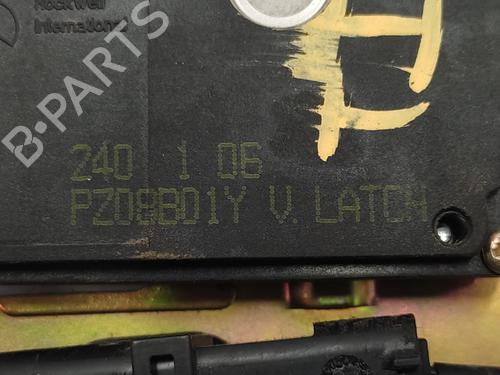 Rockwell
International
B-PARTS
240 1 06
PZ08B01Y V. LATCH